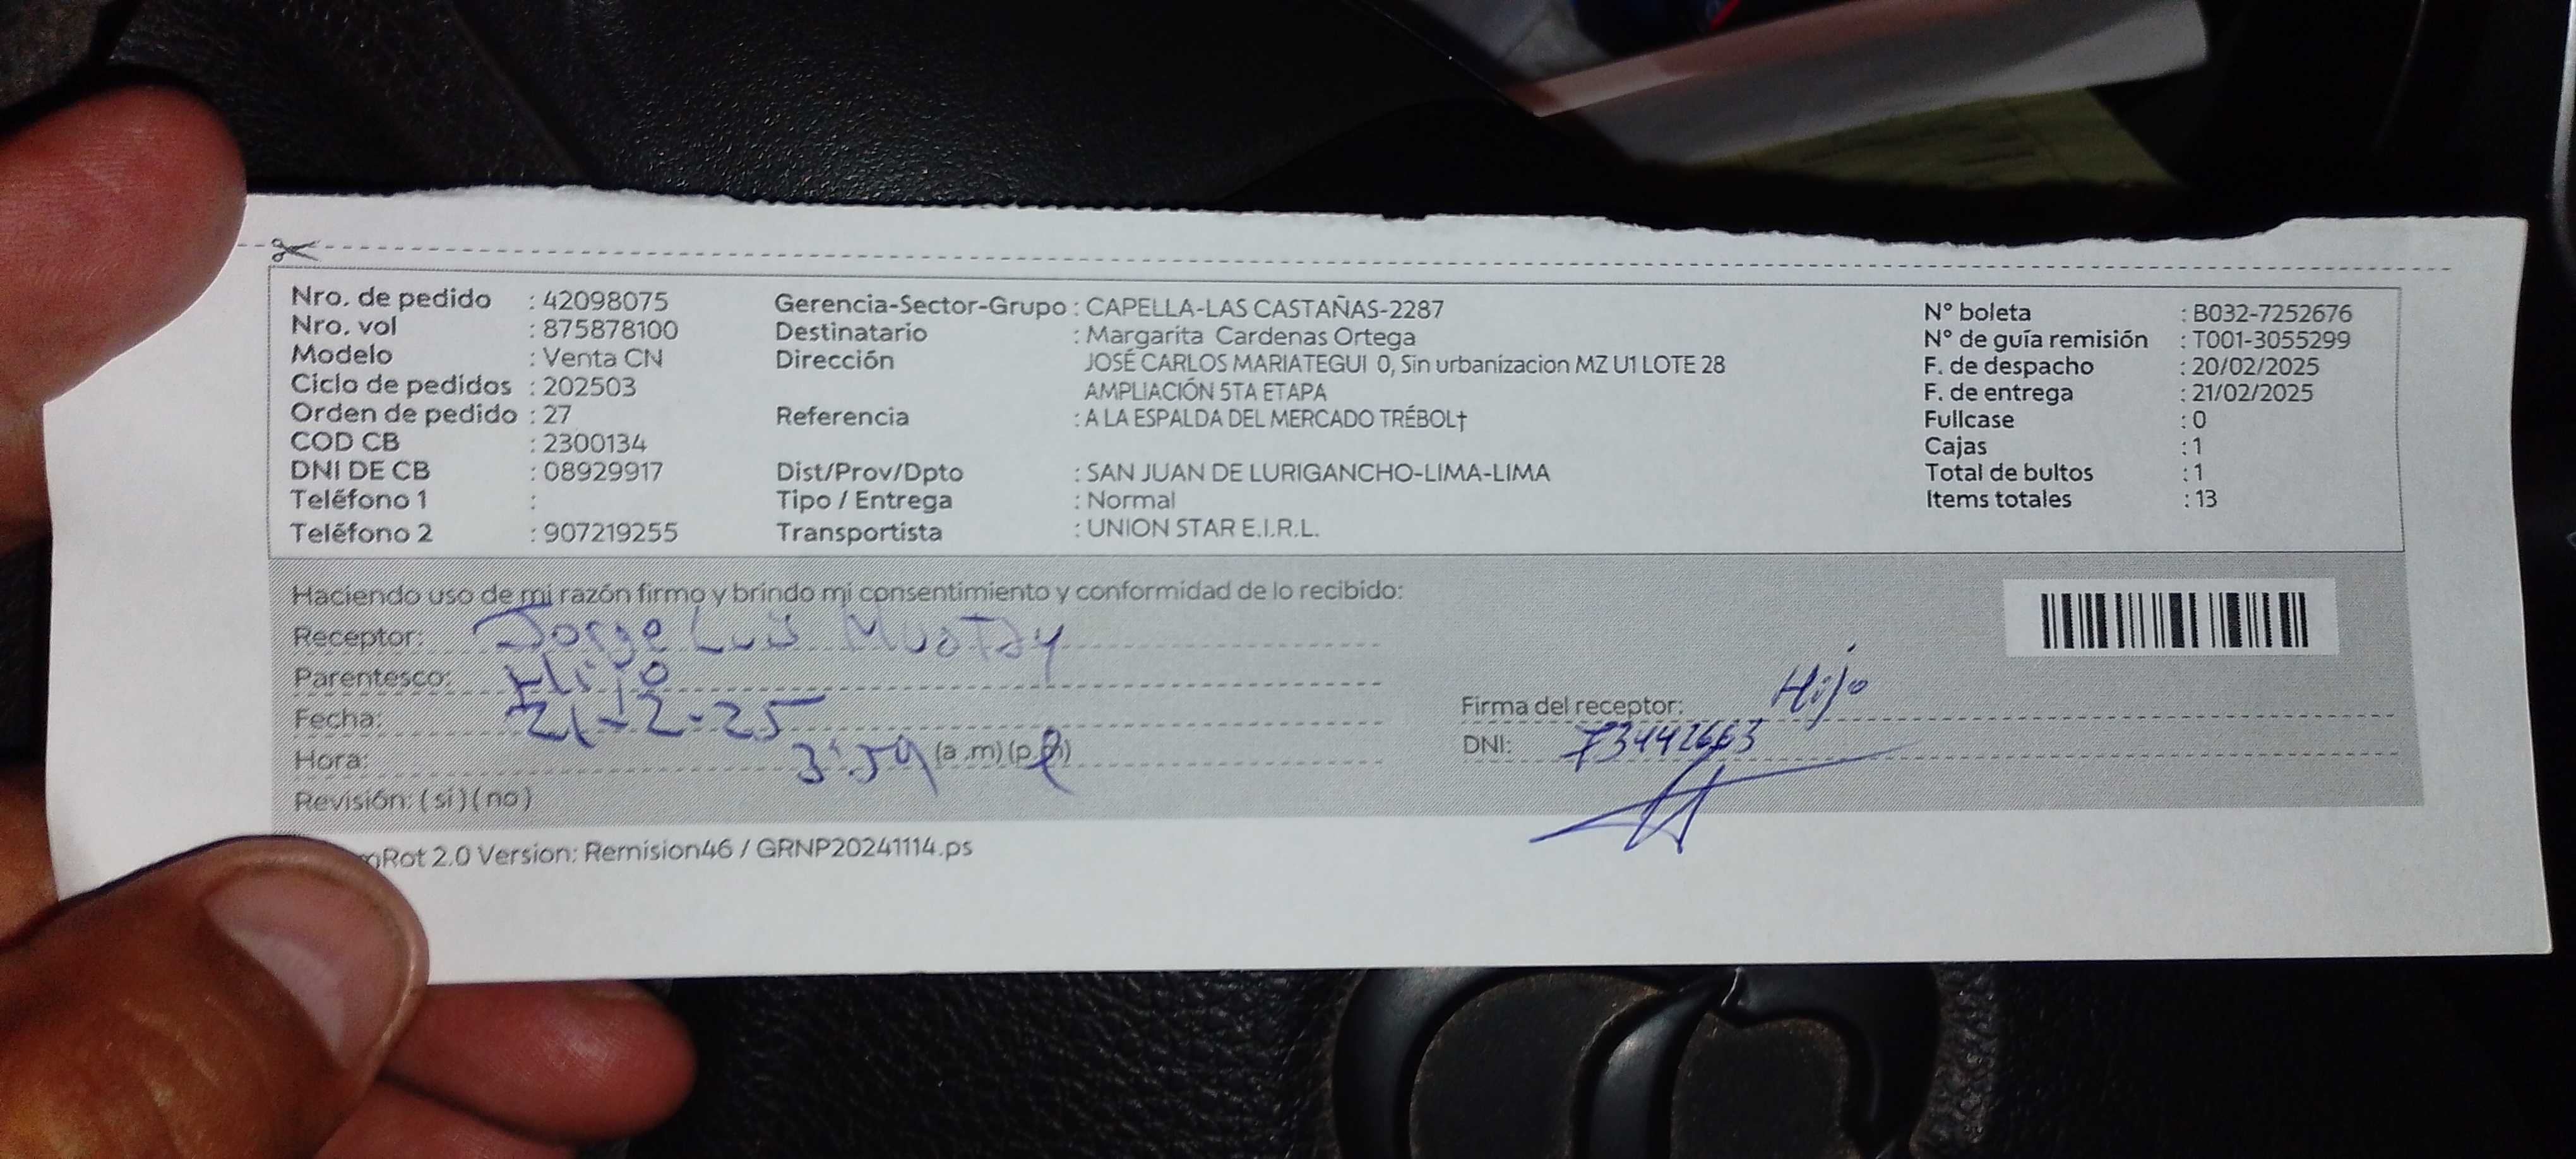 Nro. de pedido : 42098075
Nro. vol : 875878100
Modelo : Venta CN
Ciclo de pedidos : 202503
Orden de pedido : 27
COD CB : 2300134
DNI DE CB : 08929917
Teléfono 1 :
Teléfono 2 : 907219255
Gerencia-Sector-Grupo : CAPELLA-LAS CASTAÑAS-2287
Destinatario : Margarita Cardenas Ortega
Dirección JOSÉ CARLOS MARIATEGUI 0, Sin urbanizacion MZ U1 LOTE 28
AMPLIACIÓN 5TA ETAPA
Referencia : A LA ESPALDA DEL MERCADO TRÉBOL†
Dist/Prov/Dpto : SAN JUAN DE LURIGANCHO-LIMA-LIMA
Tipo / Entrega : Normal
Transportista : UNION STAR E.I.R.L.
N° boleta : B032-7252676
N° de guía remisión : T001-3055299
F. de despacho : 20/02/2025
F. de entrega : 21/02/2025
Fullcase : 0
Cajas : 1
Total de bultos : 1
Items totales : 13
Haciendo uso de mi razón firmo y brindo mi consentimiento y conformidad de lo recibido:
Receptor: Jorge Luis
Parentesco: Hijo
Fecha: 21-2-25
Hora: 3:59 (a.m)(p.m)
Revisión: (si)(no)
Hijo
Firma del receptor:
DNI: 73442663
Rot 2.0 Version: Remision46 / GRNP20241114.ps